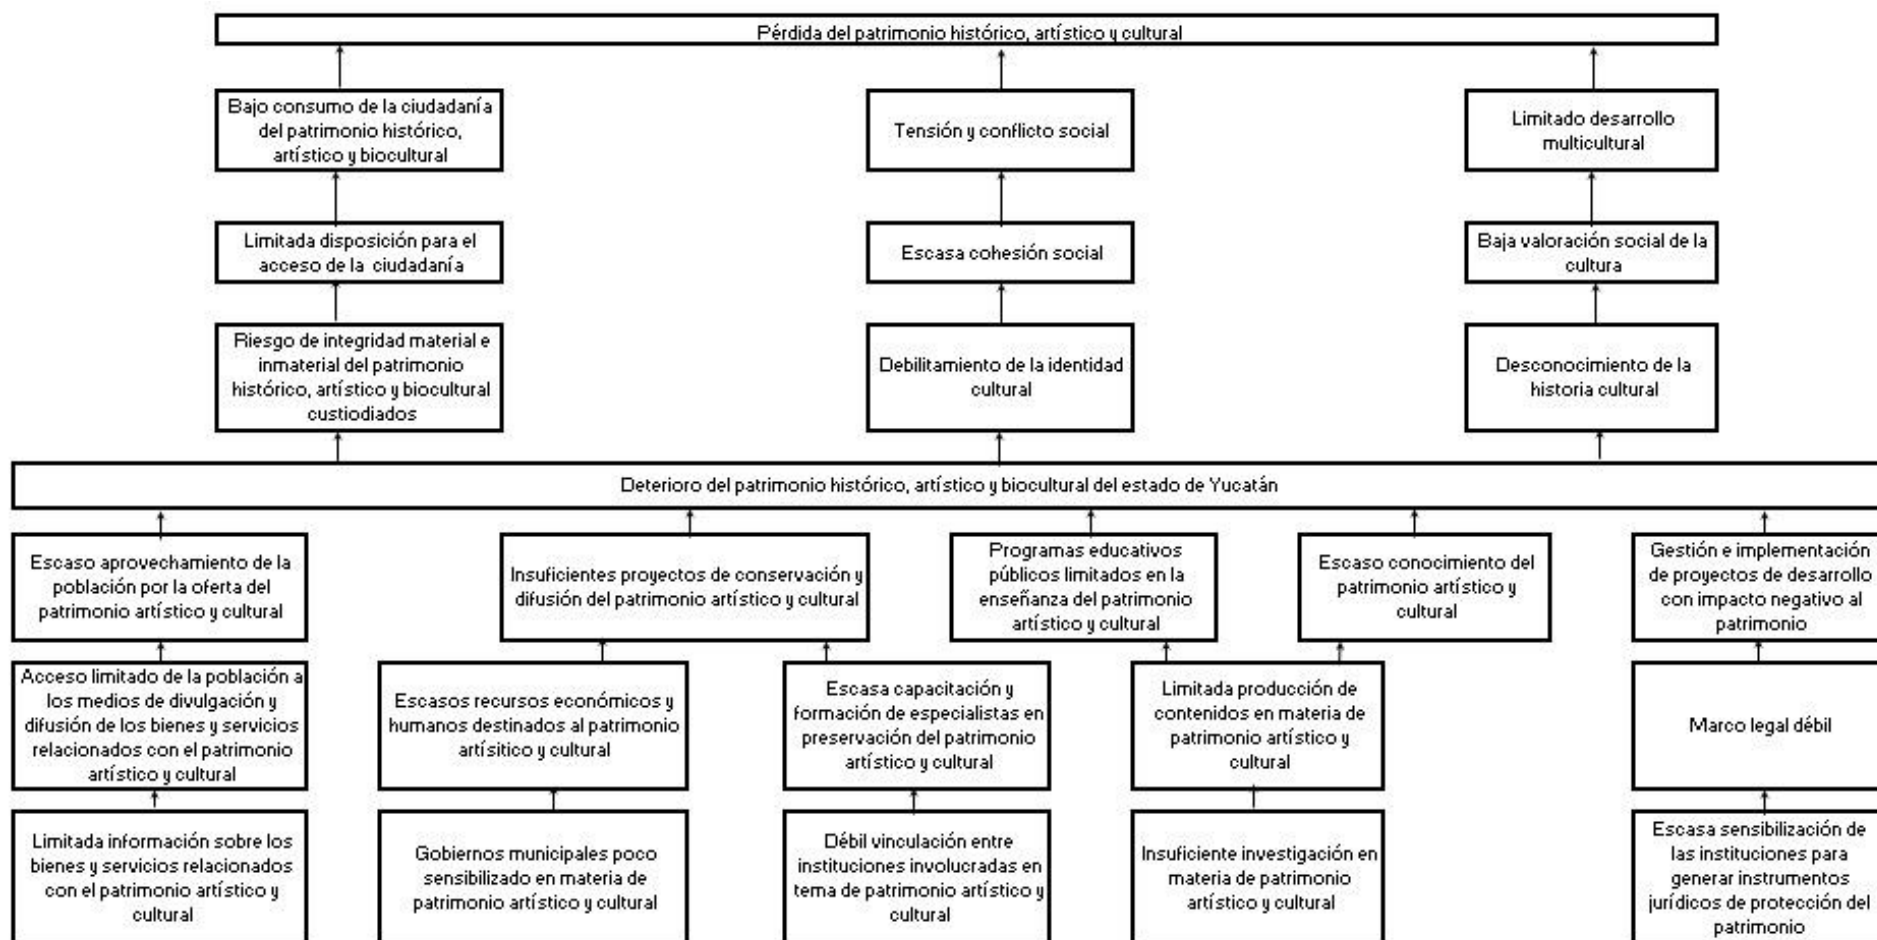 Pérdida del patrimonio histórico, artístico y cultural
Bajo consumo de la ciudadanía
del patrimonio histórico,
artístico y biocultural
Tensión y conflicto social
Limitado desarrollo
multicultural
Limitada disposición para el
acceso de la ciudadanía
Escasa cohesión social
Baja valoración social de la
cultura
Riesgo de integridad material e
inmaterial del patrimonio
histórico, artístico y biocultural
custiodiados
Debilitamiento de la identidad
cultural
Desconocimiento de la
historia cultural
Deterioro del patrimonio histórico, artístico y biocultural del estado de Yucatán
Escaso aprovechamiento de la
población por la oferta del
patrimonio artístico y cultural
Insuficientes proyectos de conservación y
difusión del patrimonio artístico y cultural
Programas educativos
públicos limitados en la
enseñanza del patrimonio
artístico y cultural
Escaso conocimiento del
patrimonio artístico y
cultural
Gestión e implementación
de proyectos de desarrollo
con impacto negativo al
patrimonio
Acceso limitado de la población a
los medios de divulgación y
difusión de los bienes y servicios
relacionados con el patrimonio
artístico y cultural
Escasos recursos económicos y
humanos destinados al patrimonio
artísitico y cultural
Escasa capacitación y
formación de especialistas en
preservación del patrimonio
artístico y cultural
Limitada producción de
contenidos en materia de
patrimonio artístico y
cultural
Marco legal débil
Limitada información sobre los
bienes y servicios relacionados
con el patrimonio artístico y
cultural
Gobiernos municipales poco
sensibilizado en materia de
patrimonio artístico y cultural
Débil vinculación entre
instituciones involucradas en
tema de patrimonio artístico y
cultural
Insuficiente investigación en
materia de patrimonio
artístico y cultural
Escasa sensibilización de
las instituciones para
generar instrumentos
jurídicos de protección del
patrimonio